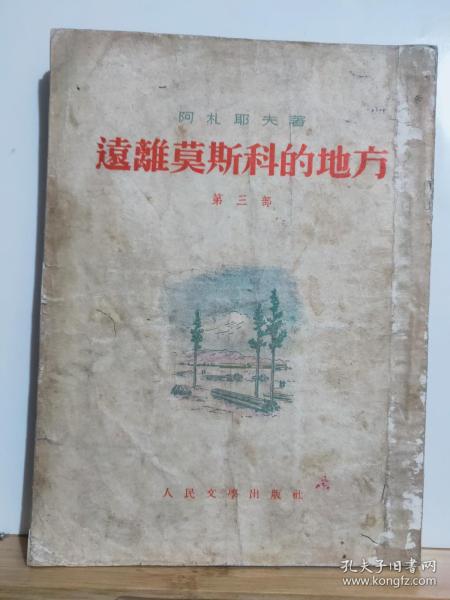 阿札耶夫著
遠離莫斯科的地方
第三部
人民文學出版社
孔夫子旧书网
www.kongfz.com